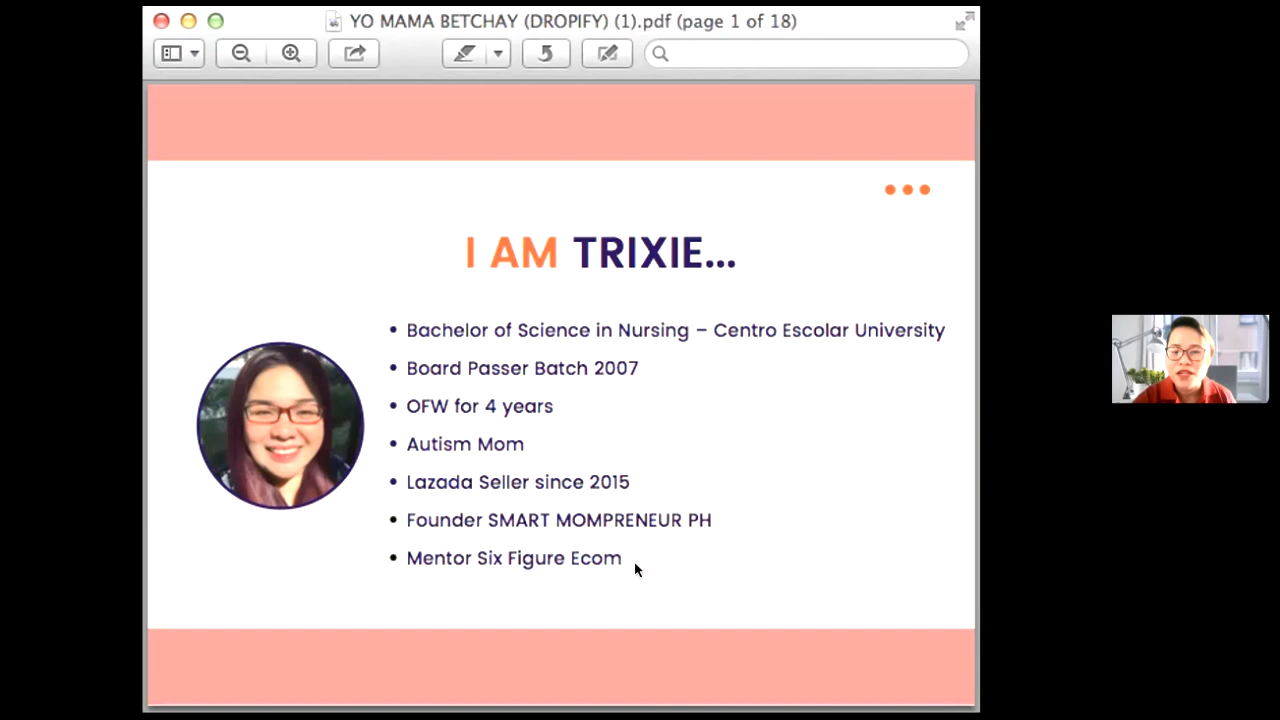 YO MAMA BETCHAY (DROPIFY) (1).pdf (page 1 of 18)
I AM TRIXIE...
• Bachelor of Science in Nursing – Centro Escolar University
• Board Passer Batch 2007
• OFW for 4 years
• Autism Mom
• Lazada Seller since 2015
• Founder SMART MOMPRENEUR PH
• Mentor Six Figure Ecom